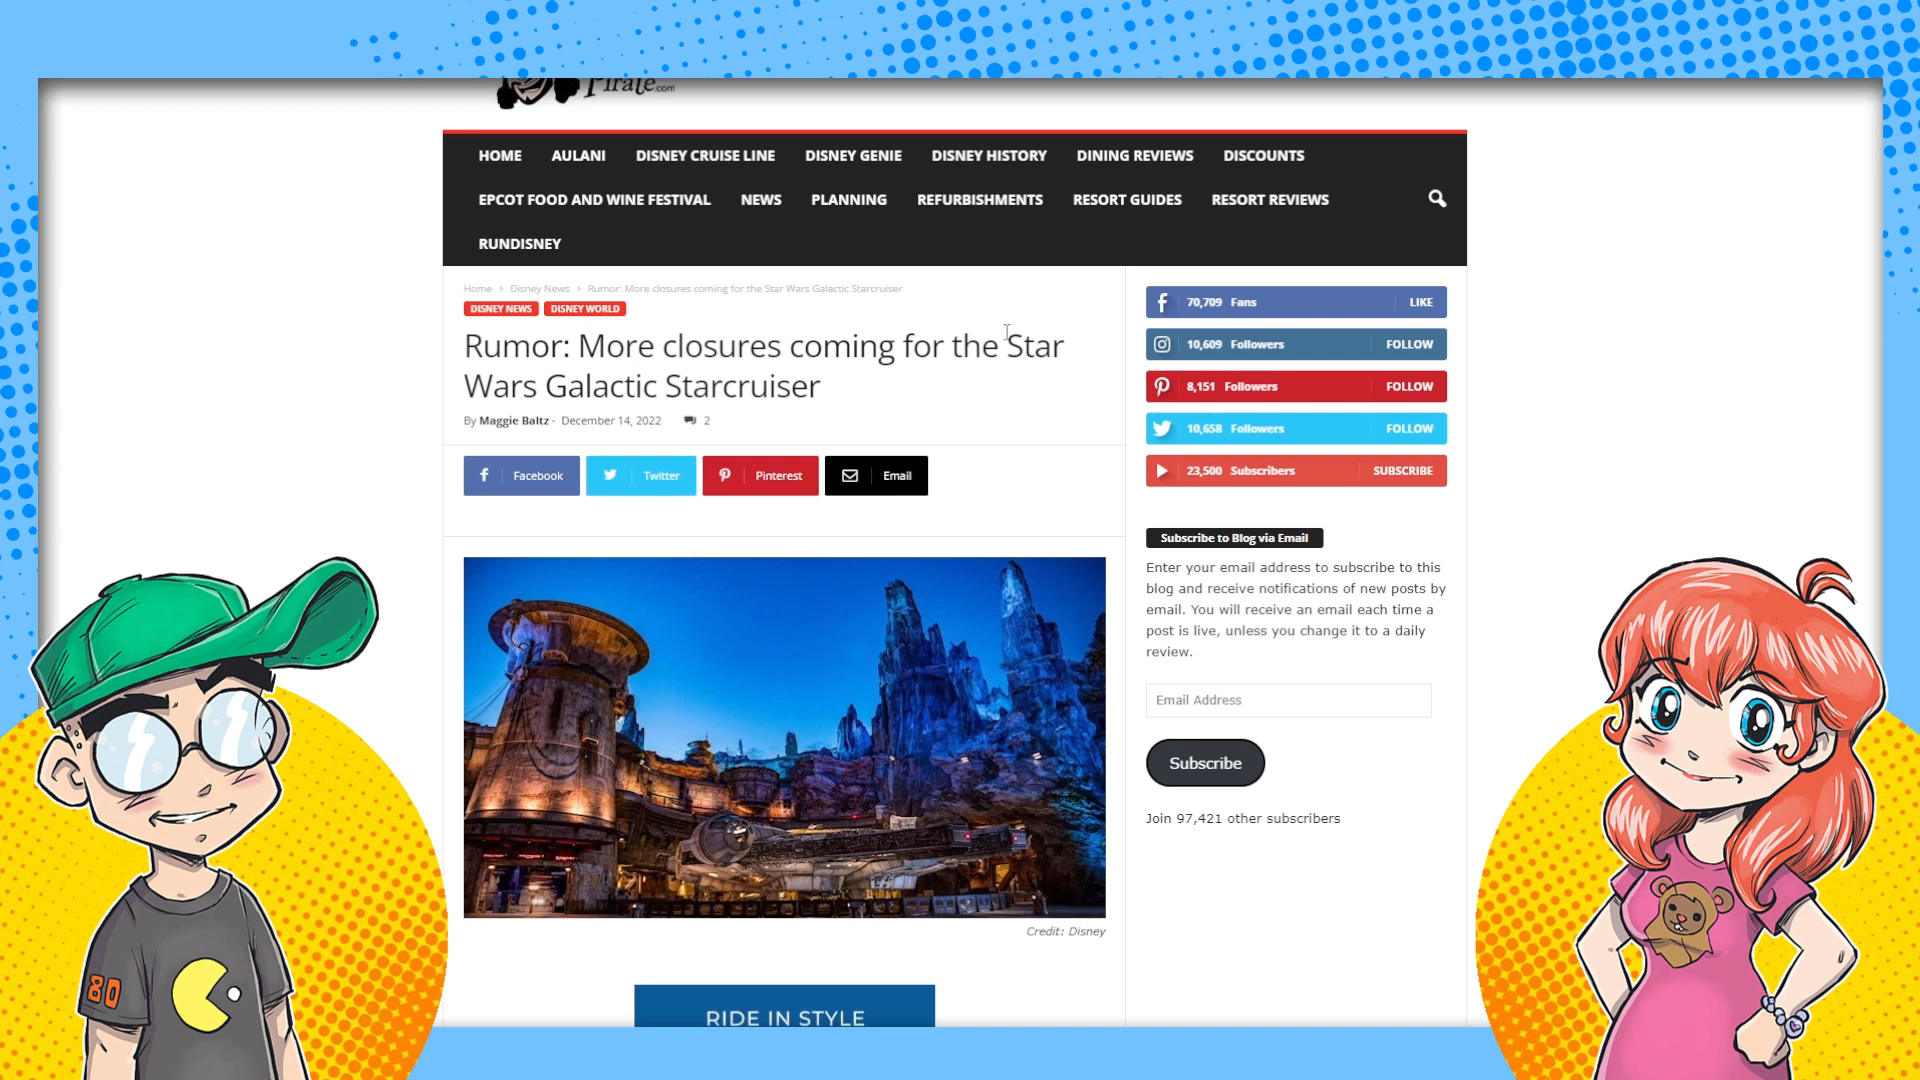 Pirate.com
HOME AULANI DISNEY CRUISE LINE DISNEY GENIE DISNEY HISTORY DINING REVIEWS DISCOUNTS
EPCOT FOOD AND WINE FESTIVAL NEWS PLANNING REFURBISHMENTS RESORT GUIDES RESORT REVIEWS
RUNDISNEY
Home › Disney News › Rumor: More closures coming for the Star Wars Galactic Starcruiser
DISNEY NEWS DISNEY WORLD
Rumor: More closures coming for the Star
Wars Galactic Starcruiser
By Maggie Baltz - December 14, 2022 2
Facebook Twitter Pinterest Email
Credit: Disney
RIDE IN STYLE
70,709 Fans LIKE
10,609 Followers FOLLOW
8,151 Followers FOLLOW
10,658 Followers FOLLOW
23,500 Subscribers SUBSCRIBE
Subscribe to Blog via Email
Enter your email address to subscribe to this
blog and receive notifications of new posts by
email. You will receive an email each time a
post is live, unless you change it to a daily
review.
Email Address
Subscribe
Join 97,421 other subscribers
80